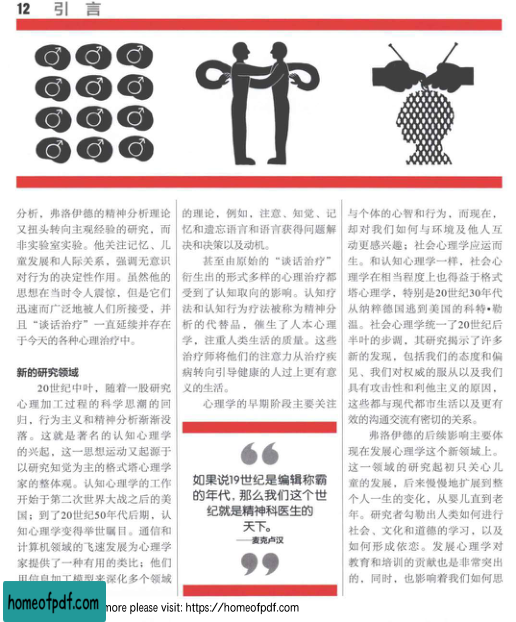 12 引 言
分析，弗洛伊德的精神分析理论
又扭头转向主观经验的研究，而
非实验室实验。他关注记忆、儿
童发展和人际关系，强调无意识
对行为的决定性作用。虽然他的
思想在当时令人震惊，但是它们
迅速而广泛地被人们所接受，并
且“谈话治疗”一直延续并存在
于今天的各种心理治疗中。
新的研究领域
20世纪中叶，随着一股研究
心理加工过程的科学思潮的回
归，行为主义和精神分析渐渐没
落。这就是著名的认知心理学
的兴起，这一思想运动又起源于
以研究知觉为主的格式塔心理学
家的整体观。认知心理学的工作
开始于第二次世界大战之后的美
国；到了20世纪50年代后期，认
知心理学变得举世瞩目。通信和
计算机领域的飞速发展为心理学
家提供了一种有用的类比；他们
用信息加工模型来深化多个领域
的理论，例如，注意、知觉、记
忆和遗忘语言和语言获得问题解
决和决策以及动机。
甚至由原始的“谈话治疗”
衍生出的形式多样的心理治疗都
受到了认知取向的影响。认知疗
法和认知行为疗法被称为精神分
析的代替品，催生了人本心理
学，注重人类生活的质量。这些
治疗师将他们的注意力从治疗疾
病转向引导健康的人过上更有意
义的生活。
心理学的早期阶段主要关注
如果说19世纪是编辑称霸
的年代，那么我们这个世
纪就是精神科医生的
天下。
——麦克卢汉
与个体的心智和行为，而现在，
却对我们如何与环境及他人互
动更感兴趣；社会心理学应运而
生。和认知心理学一样，社会心
理学在相当程度上也得益于格式
塔心理学，特别是20世纪30年代
从纳粹德国逃到美国的科特•勒
温。社会心理学统一了20世纪后
半叶的步调，其研究揭示了许多
新的发现，包括我们的态度和偏
见、我们对权威的服从以及我们
具有攻击性和利他主义的原因，
这些都与现代都市生活以及更有
效的沟通交流有密切的关系。
弗洛伊德的后续影响主要体
现在发展心理学这个新领域上。
这一领域的研究起初只关心儿
童的发展，后来慢慢地扩展到整
个人一生的变化，从婴儿直到老
年。研究者勾勒出人类如何进行
社会、文化和道德的学习，以及
如何形成依恋。发展心理学对
教育和培训的贡献也是非常突出
的，同时，也影响着我们如何思
homeofpdf.com more please visit: https://homeofpdf.com